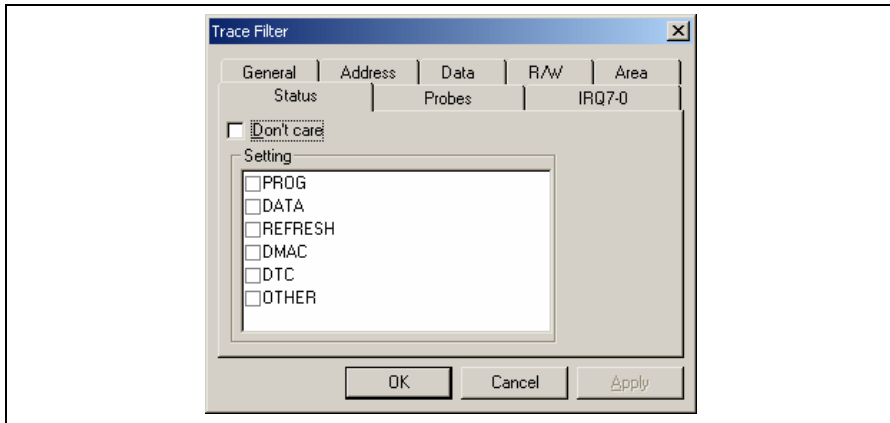 Trace Filter
General Address Data R/W Area
Status Probes IRQ7-0
Don't care
Setting
PROG
DATA
REFRESH
DMAC
DTC
OTHER
OK Cancel Apply